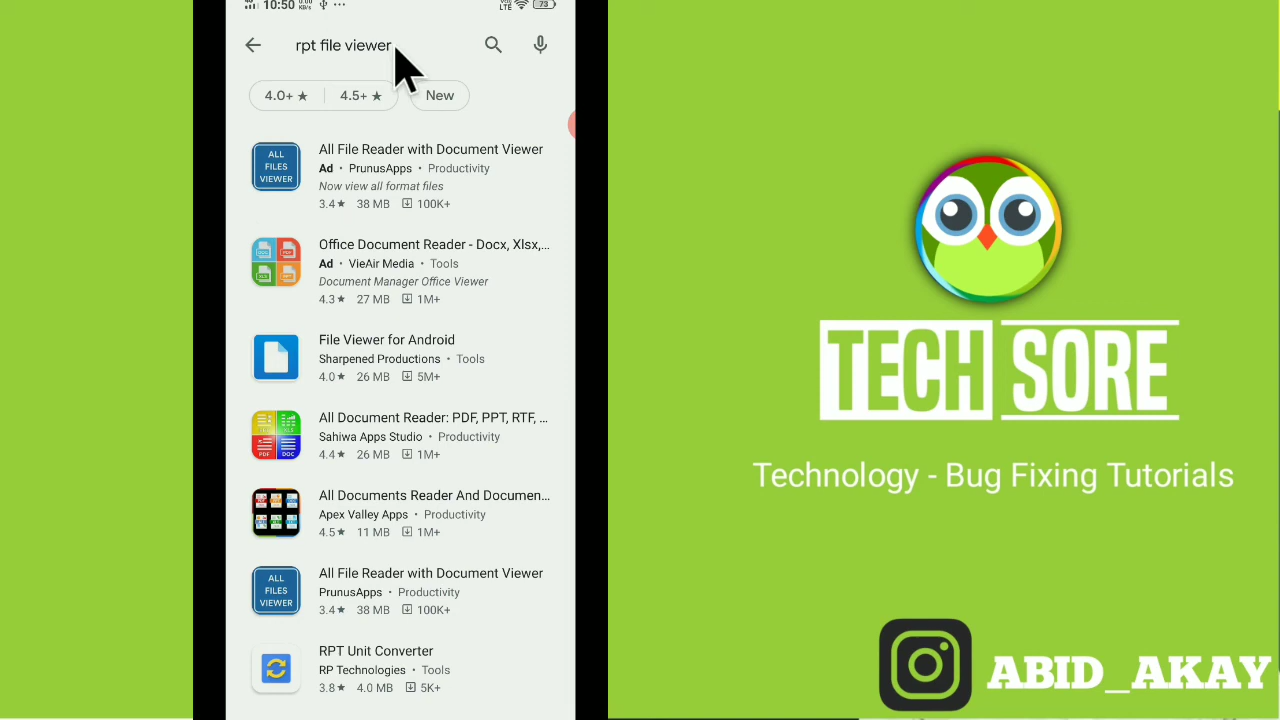 10:50 0.00 KB/s ... VoD LTE 73
rpt file viewer
4.0+ ★ 4.5+ ★ New
ALL FILES VIEWER
All File Reader with Document Viewer
Ad • PrunusApps • Productivity
Now view all format files
3.4★ 38 MB 100K+
Office Document Reader - Docx, Xlsx,...
Ad • VieAir Media • Tools
Document Manager Office Viewer
4.3★ 27 MB 1M+
File Viewer for Android
Sharpened Productions • Tools
4.0★ 26 MB 5M+
All Document Reader: PDF, PPT, RTF, ...
Sahiwa Apps Studio • Productivity
4.4★ 26 MB 1M+
All Documents Reader And Documen...
Apex Valley Apps • Productivity
4.5★ 11 MB 1M+
ALL FILES VIEWER
All File Reader with Document Viewer
PrunusApps • Productivity
3.4★ 38 MB 100K+
RPT Unit Converter
RP Technologies • Tools
3.8★ 4.0 MB 5K+
TECH SORE
Technology - Bug Fixing Tutorials
ABID_AKAY